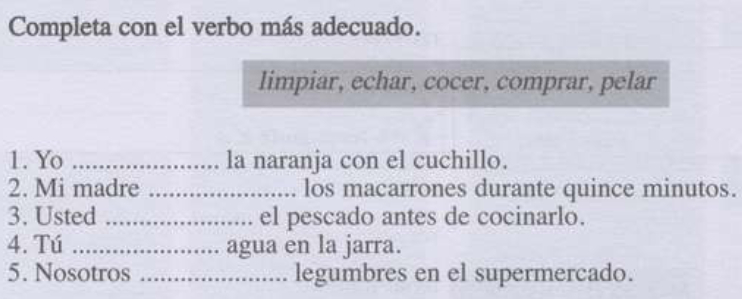 Completa con el verbo más adecuado.
limpiar, echar, cocer, comprar, pelar
1. Yo ...................... la naranja con el cuchillo.
2. Mi madre ...................... los macarrones durante quince minutos.
3. Usted ...................... el pescado antes de cocinarlo.
4. Tú ...................... agua en la jarra.
5. Nosotros ...................... legumbres en el supermercado.